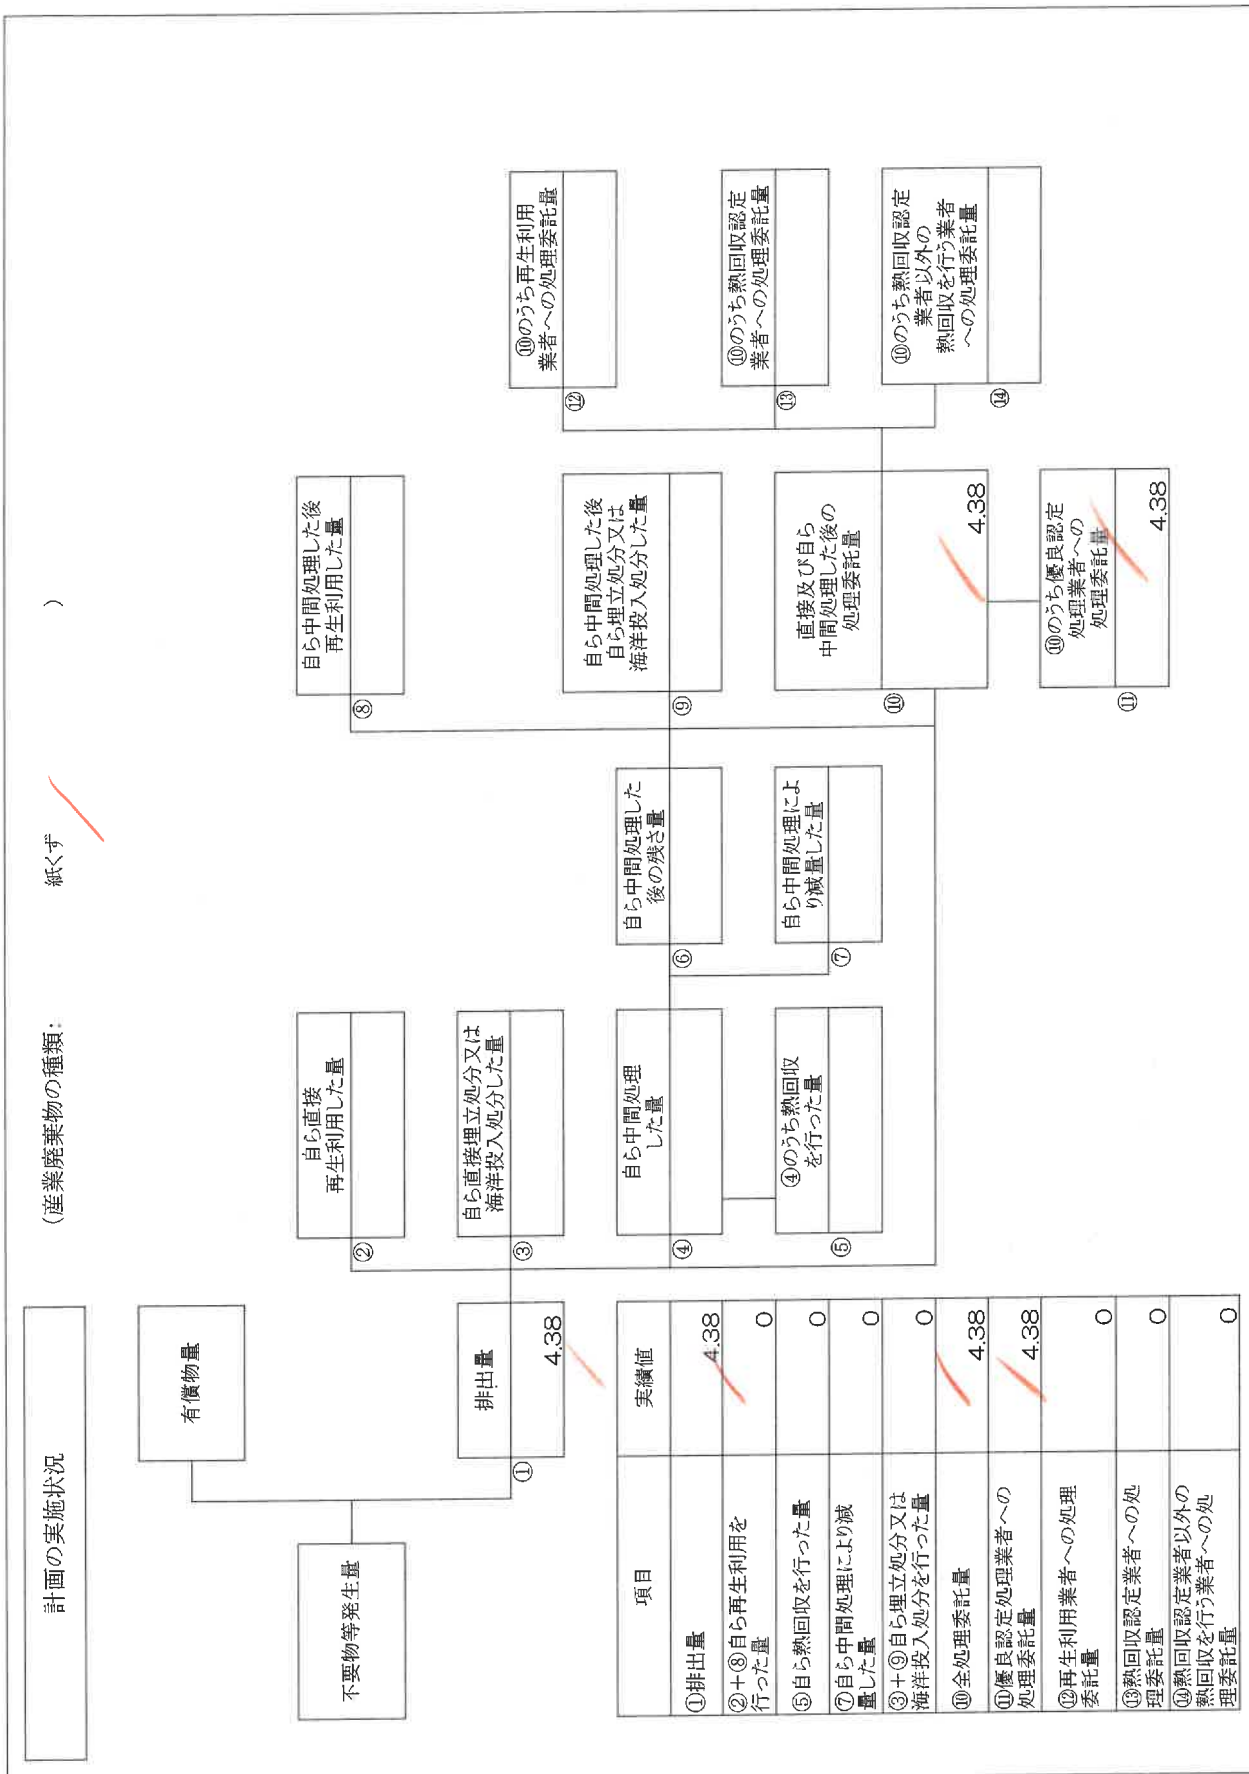 計画の実施状況
(産業廃棄物の種類: 紙くず )
不要物等発生量
有償物量
排出量
①
4.38
自ら直接
再生利用した量
②
自ら直接埋立処分又は
海洋投入処分した量
③
自ら中間処理
した量
④
④のうち熱回収
を行った量
⑤
自ら中間処理した
後の残さ量
⑥
自ら中間処理によ
り減量した量
⑦
自ら中間処理した後
再生利用した量
⑧
自ら中間処理した後
自ら埋立処分又は
海洋投入処分した量
⑨
直接及び自ら
中間処理した後の
処理委託量
⑩
4.38
⑩のうち優良認定
処理業者への
処理委託量
⑪
4.38
⑩のうち再生利用
業者への処理委託量
⑫
⑩のうち熱回収認定
業者への処理委託量
⑬
⑩のうち熱回収認定
業者以外の
熱回収を行う業者
への処理委託量
⑭
項目 実績値
①排出量 4.38
②+⑧自ら再生利用を
行った量 0
⑤自ら熱回収を行った量 0
⑦自ら中間処理により減
量した量 0
③+⑨自ら埋立処分又は
海洋投入処分を行った量 0
⑩全処理委託量 4.38
⑪優良認定処理業者への
処理委託量 4.38
⑫再生利用業者への処理
委託量 0
⑬熱回収認定業者への処
理委託量 0
⑭熱回収認定業者以外の
熱回収を行う業者への処
理委託量 0